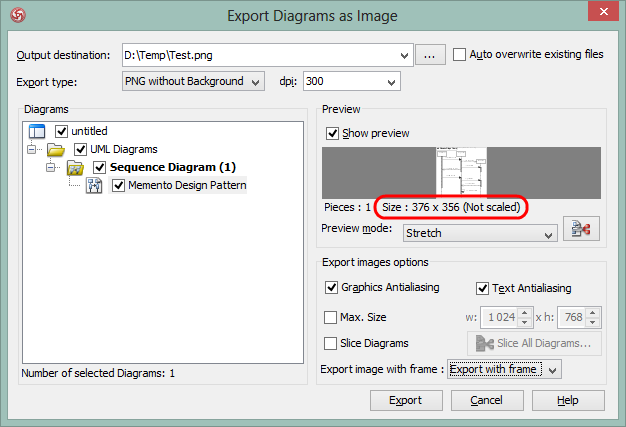 Export Diagrams as Image
Output destination: D:\Temp\Test.png ... Auto overwrite existing files
Export type: PNG without Background dpi: 300
Diagrams
untitled
UML Diagrams
Sequence Diagram (1)
Memento Design Pattern
Number of selected Diagrams: 1
Preview
Show preview
Pieces : 1 Size : 376 x 356 (Not scaled)
Preview mode: Stretch
Export images options
Graphics Antialiasing Text Antialiasing
Max. Size w: 1 024 x h: 768
Slice Diagrams Slice All Diagrams...
Export image with frame : Export with frame
Export Cancel Help